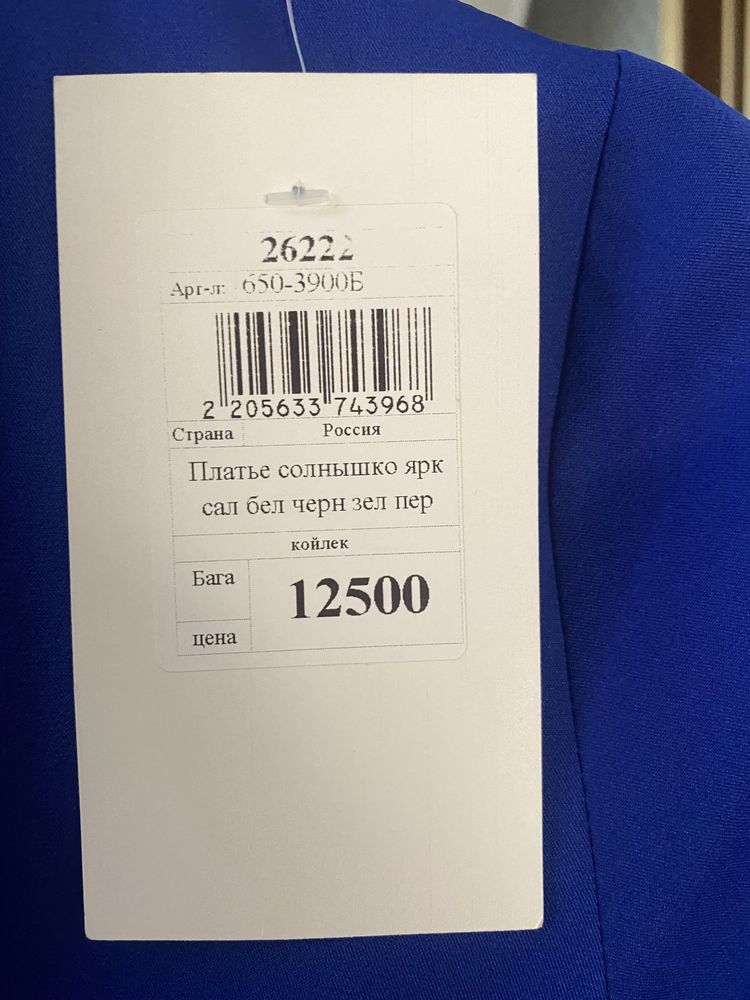 26222
Арт-л: 650-3900Б
2 205633 743968
Страна Россия
Платье солнышко ярк
сал бел черн зел пер
койлек
Бага
12500
цена